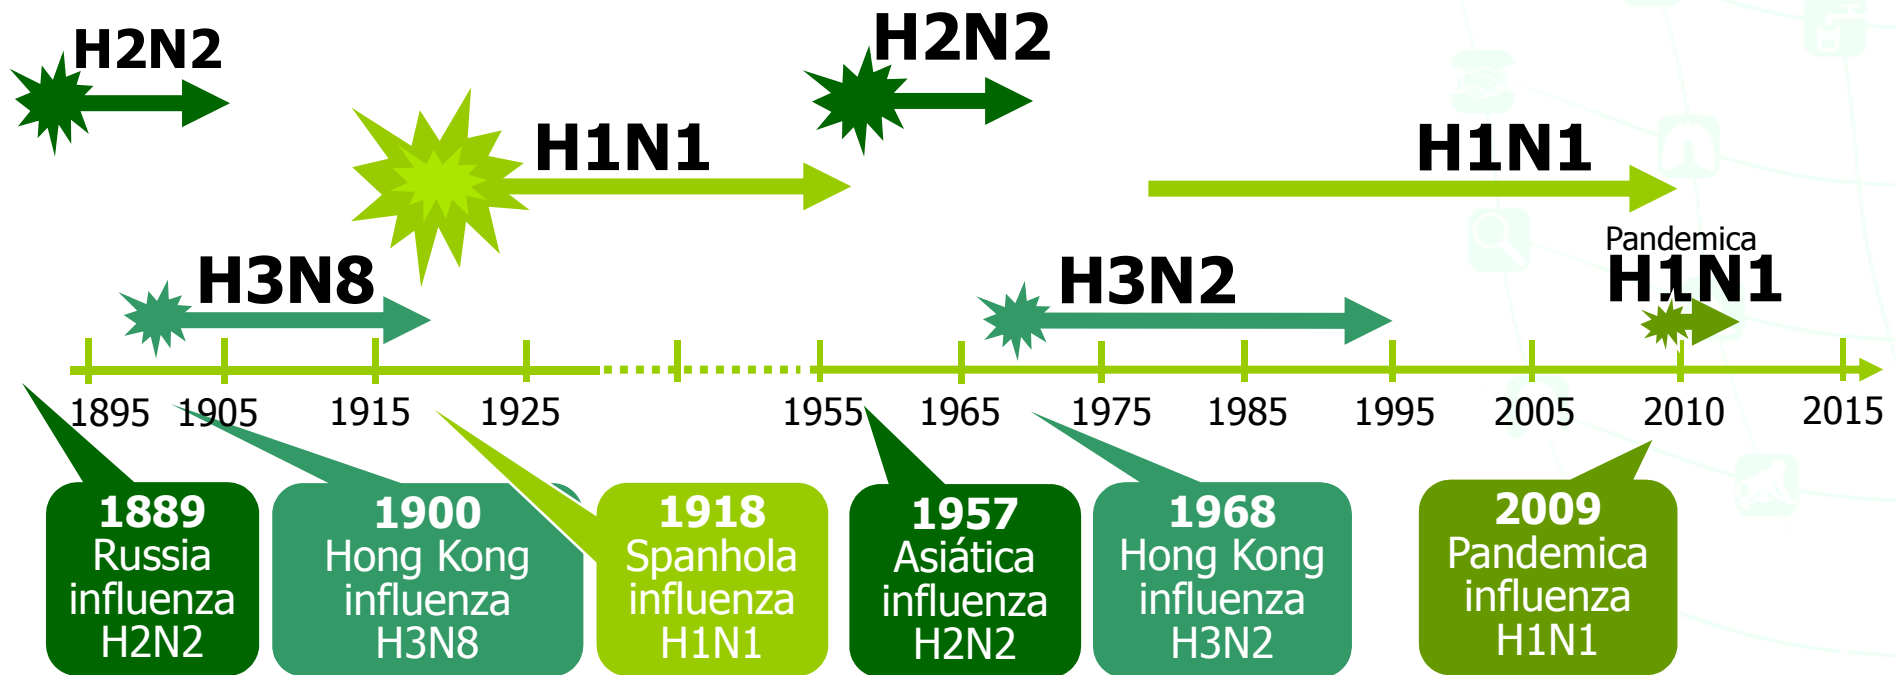 H2N2
H2N2
H1N1
H1N1
H3N8
H3N2
Pandemica
H1N1
1895 1905 1915 1925 1955 1965 1975 1985 1995 2005 2010 2015
1889
Russia
influenza
H2N2
1900
Hong Kong
influenza
H3N8
1918
Spanhola
influenza
H1N1
1957
Asiática
influenza
H2N2
1968
Hong Kong
influenza
H3N2
2009
Pandemica
influenza
H1N1